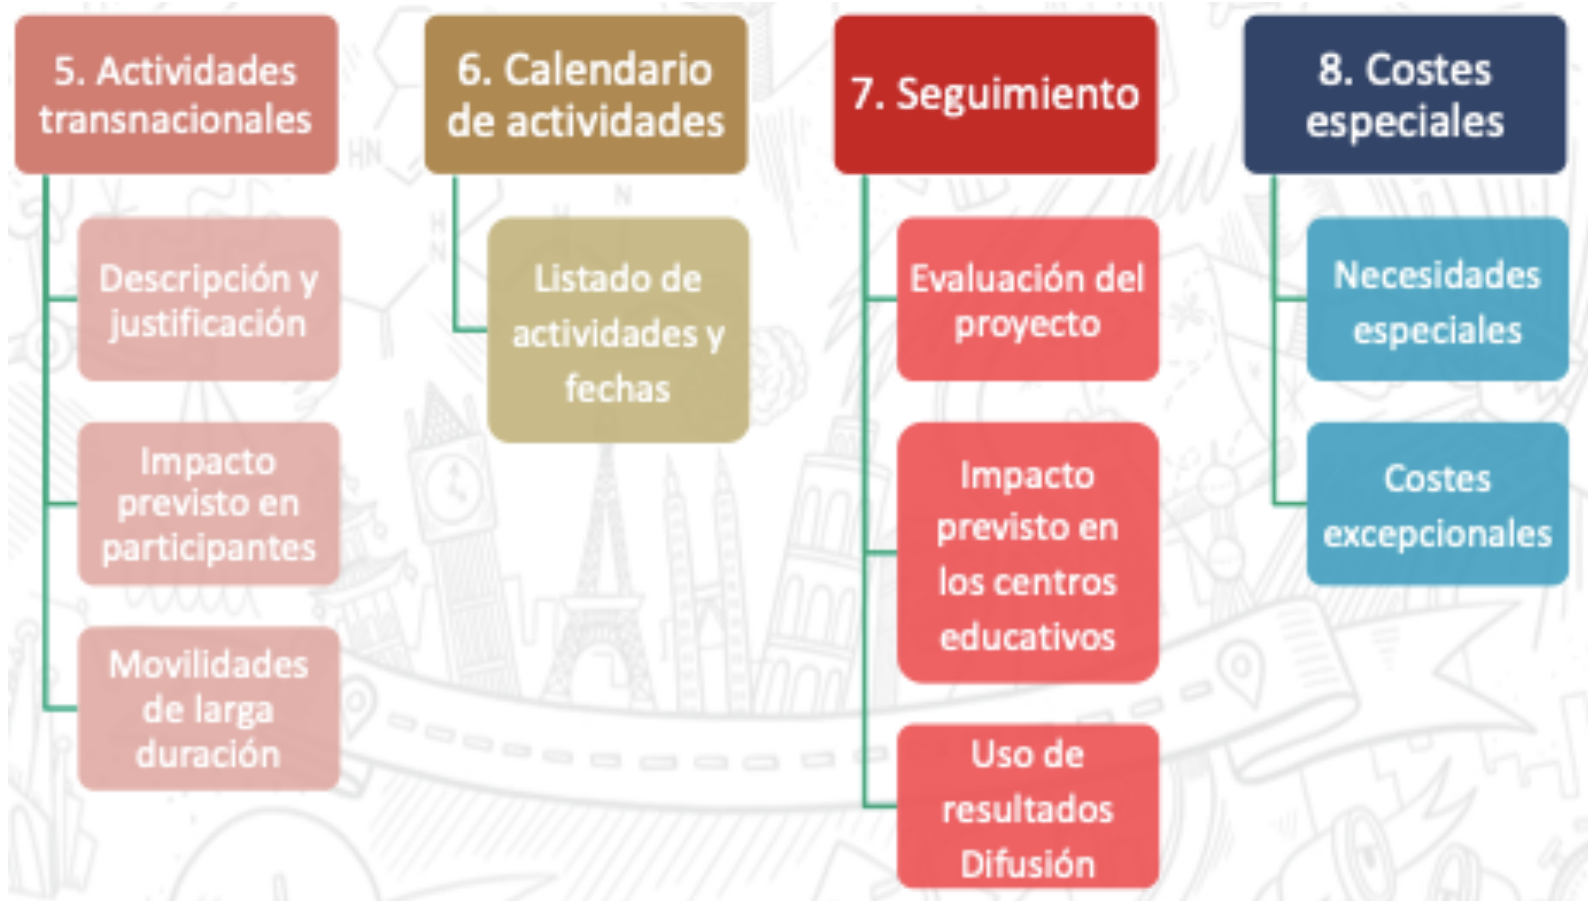 5. Actividades
transnacionales
Descripción y
justificación
Impacto
previsto en
participantes
Movilidades
de larga
duración
6. Calendario
de actividades
Listado de
actividades y
fechas
7. Seguimiento
Evaluación del
proyecto
Impacto
previsto en
los centros
educativos
Uso de
resultados
Difusión
8. Costes
especiales
Necesidades
especiales
Costes
excepcionales
HN
H
N
N
H